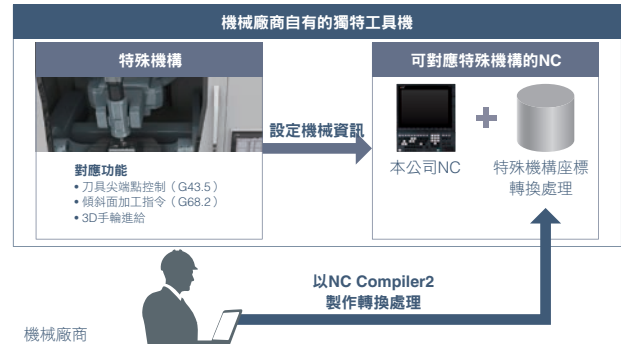 機械廠商自有的獨特工具機
特殊機構
對應功能
• 刀具尖端點控制（G43.5）
• 傾斜面加工指令（G68.2）
• 3D手輪進給
設定機械資訊
可對應特殊機構的NC
本公司NC
特殊機構座標
轉換處理
以NC Compiler2
製作轉換處理
機械廠商